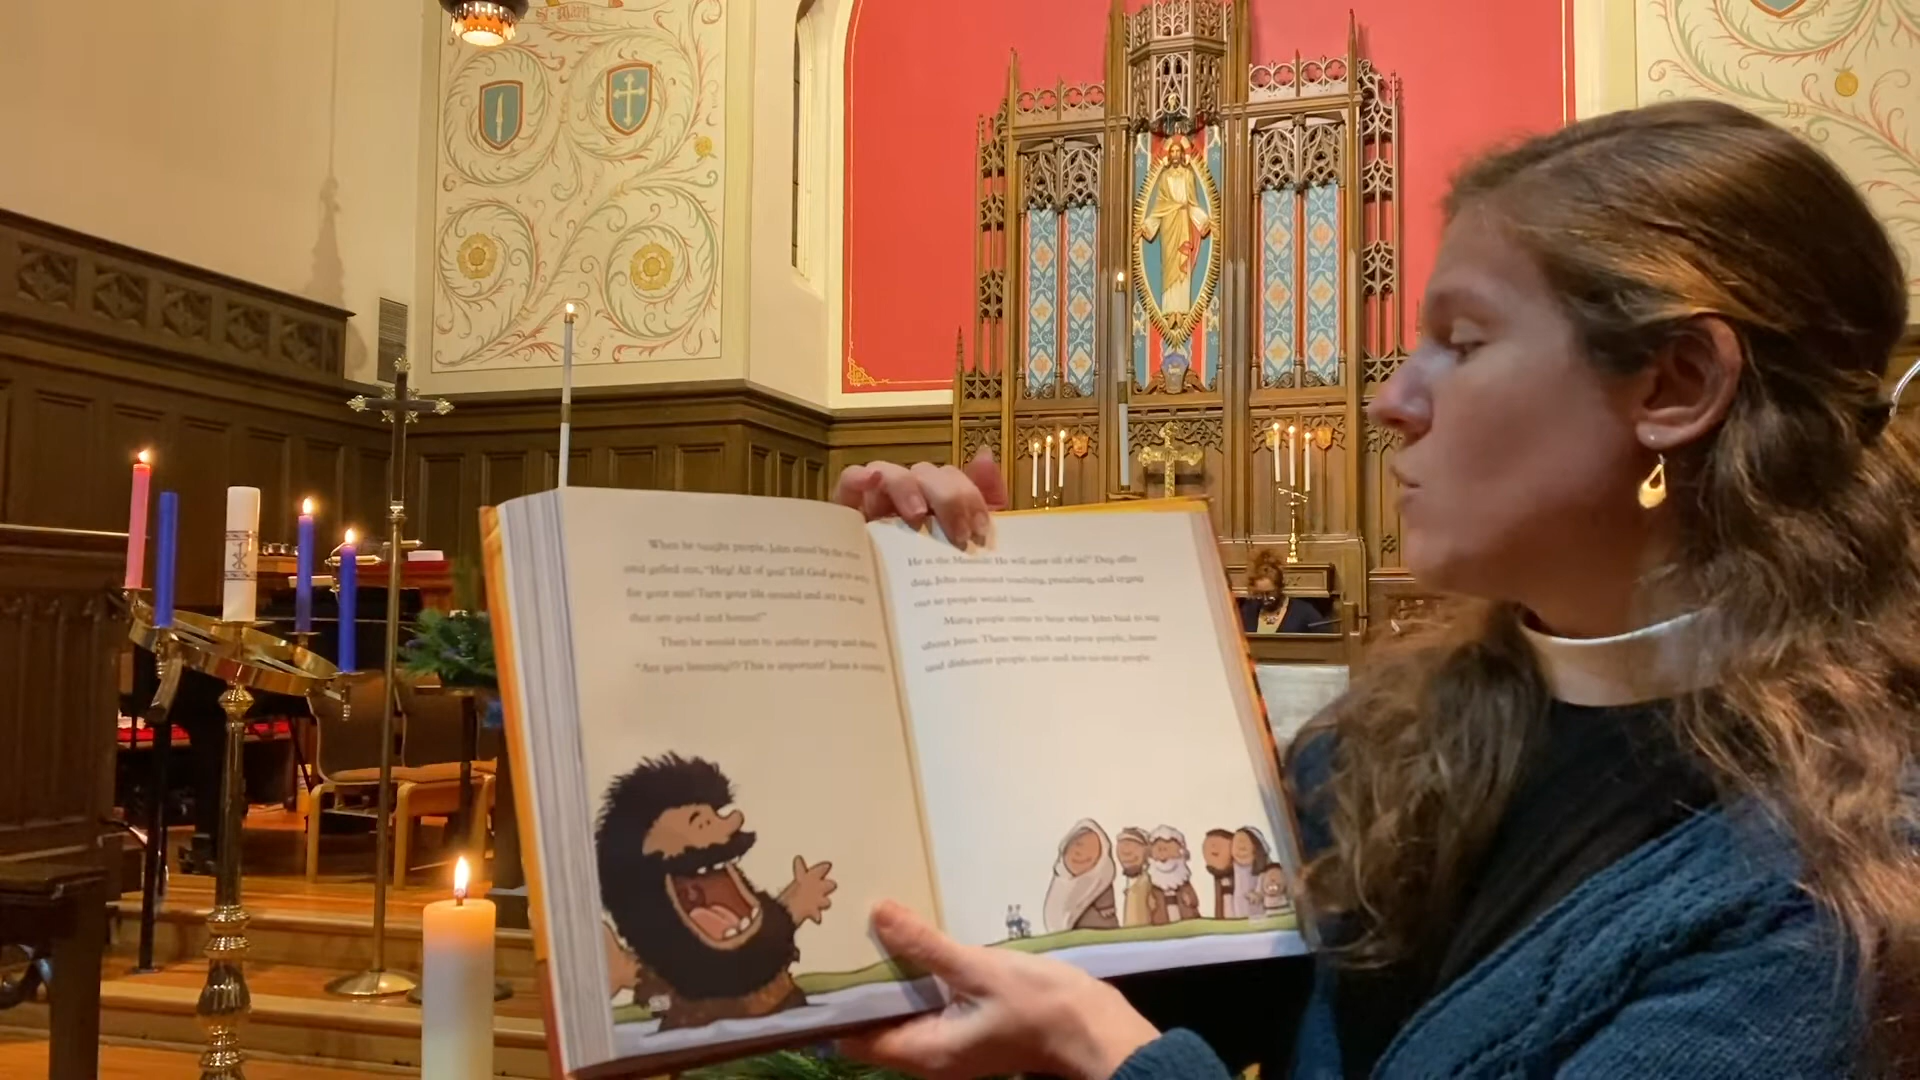 When he taught people, John stood by the river
and yelled out, "Hey! All of you! Tell God you're sorry
for your sins! Turn your life around and act in ways
that are good and honest!"
Then he would turn to another group and shout,
"Are you listening?!? This is important! Jesus is coming
He is the Messiah! He will save all of us!" Day after
day, John continued teaching, preaching, and urging
out so people would learn.
Many people came to hear what John had to say
about Jesus. There were rich and poor people, honest
and dishonest people, nice and not-so-nice people.